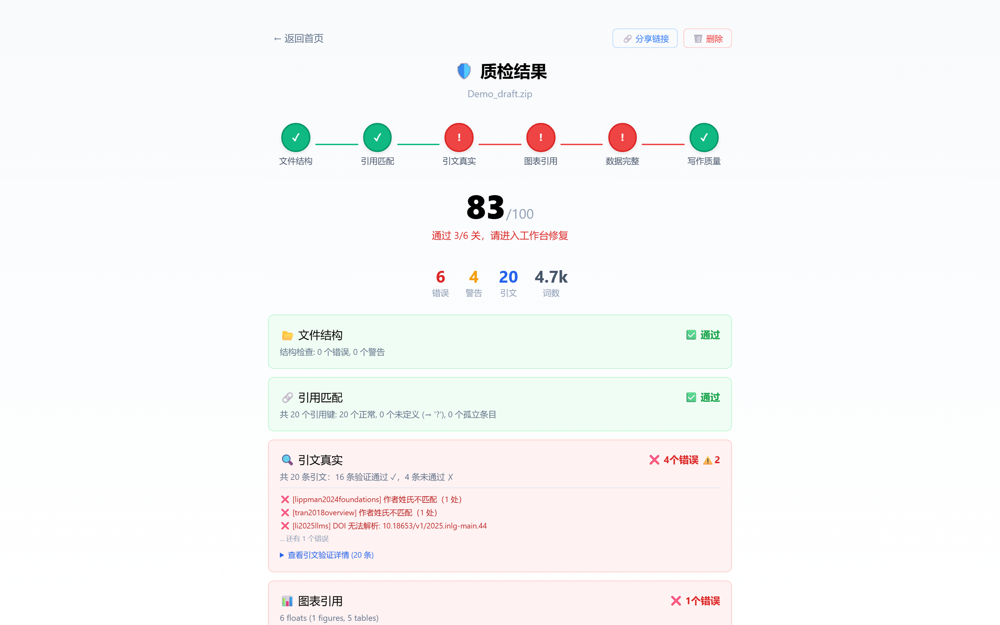 ← 返回首页
🔗 分享链接
🗑 删除
质检结果
Demo_draft.zip
✓ ✓ ! ! ! ✓
文件结构 引用匹配 引文真实 图表引用 数据完整 写作质量
83/100
通过 3/6 关，请进入工作台修复
6 4 20 4.7k
错误 警告 引文 词数
文件结构 ✅ 通过
结构检查: 0 个错误, 0 个警告
引用匹配 ✅ 通过
共 20 个引用键: 20 个正常, 0 个未定义 (→ '?'), 0 个孤立条目
引文真实 ❌ 4个错误 ⚠️2
共 20 条引文：16 条验证通过 ✓，4 条未通过 ✗
❌ [lippman2024foundations] 作者姓氏不匹配（1 处）
❌ [tran2018overview] 作者姓氏不匹配（1 处）
❌ [li2025llms] DOI 无法解析: 10.18653/v1/2025.inlg-main.44
... 还有 1 个错误
▶ 查看引文验证详情 (20 条)
图表引用 ❌ 1个错误
6 floats (1 figures, 5 tables)